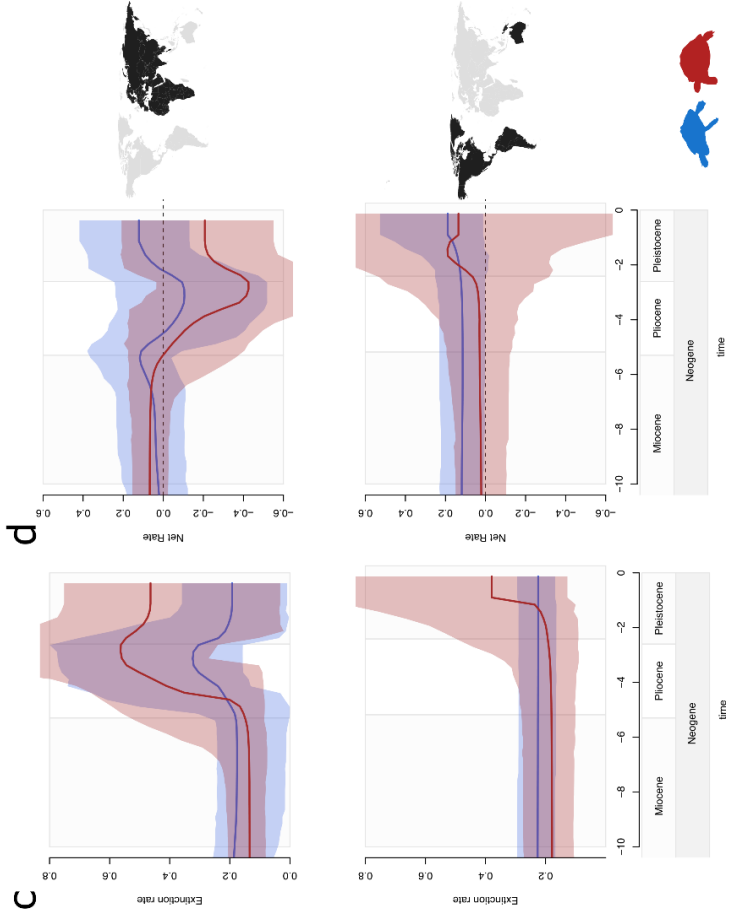 c
Extinction rate
0.8
0.6
0.4
0.2
0.0
d
Net Rate
0.6
0.4
0.2
0.0
-0.2
-0.4
-0.6
Extinction rate
0.8
0.6
0.4
0.2
Net Rate
0.6
0.4
0.2
0.0
-0.2
-0.4
-0.6
-10 -8 -6 -4 -2 0
Miocene Pliocene Pleistocene
Neogene
time
-10 -8 -6 -4 -2 0
Miocene Pliocene Pleistocene
Neogene
time